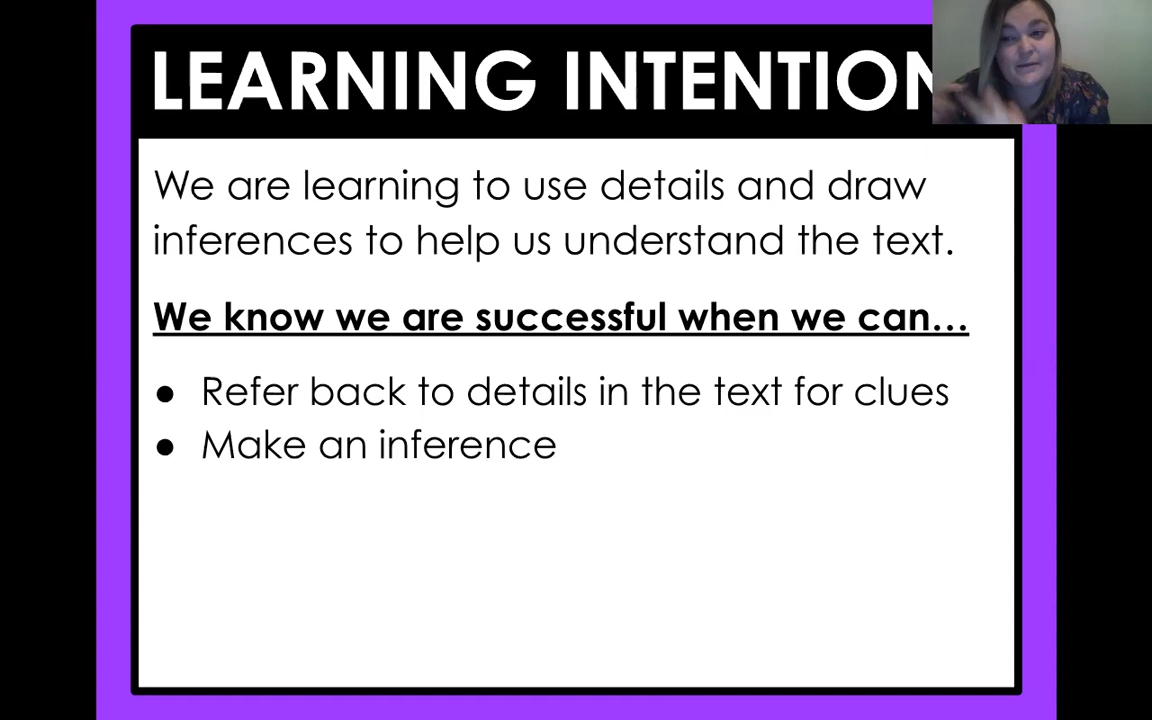 LEARNING INTENTION
We are learning to use details and draw
inferences to help us understand the text.
We know we are successful when we can...
● Refer back to details in the text for clues
● Make an inference